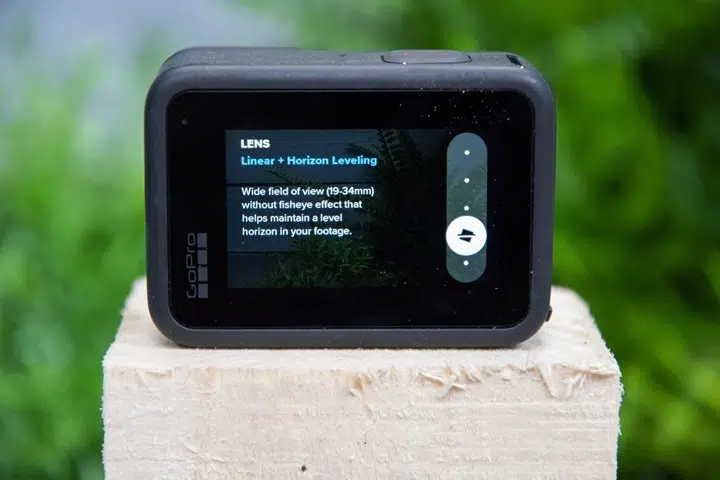 LENS
Linear + Horizon Leveling
Wide field of view (19-34mm)
without fisheye effect that
helps maintain a level
horizon in your footage.
GoPro